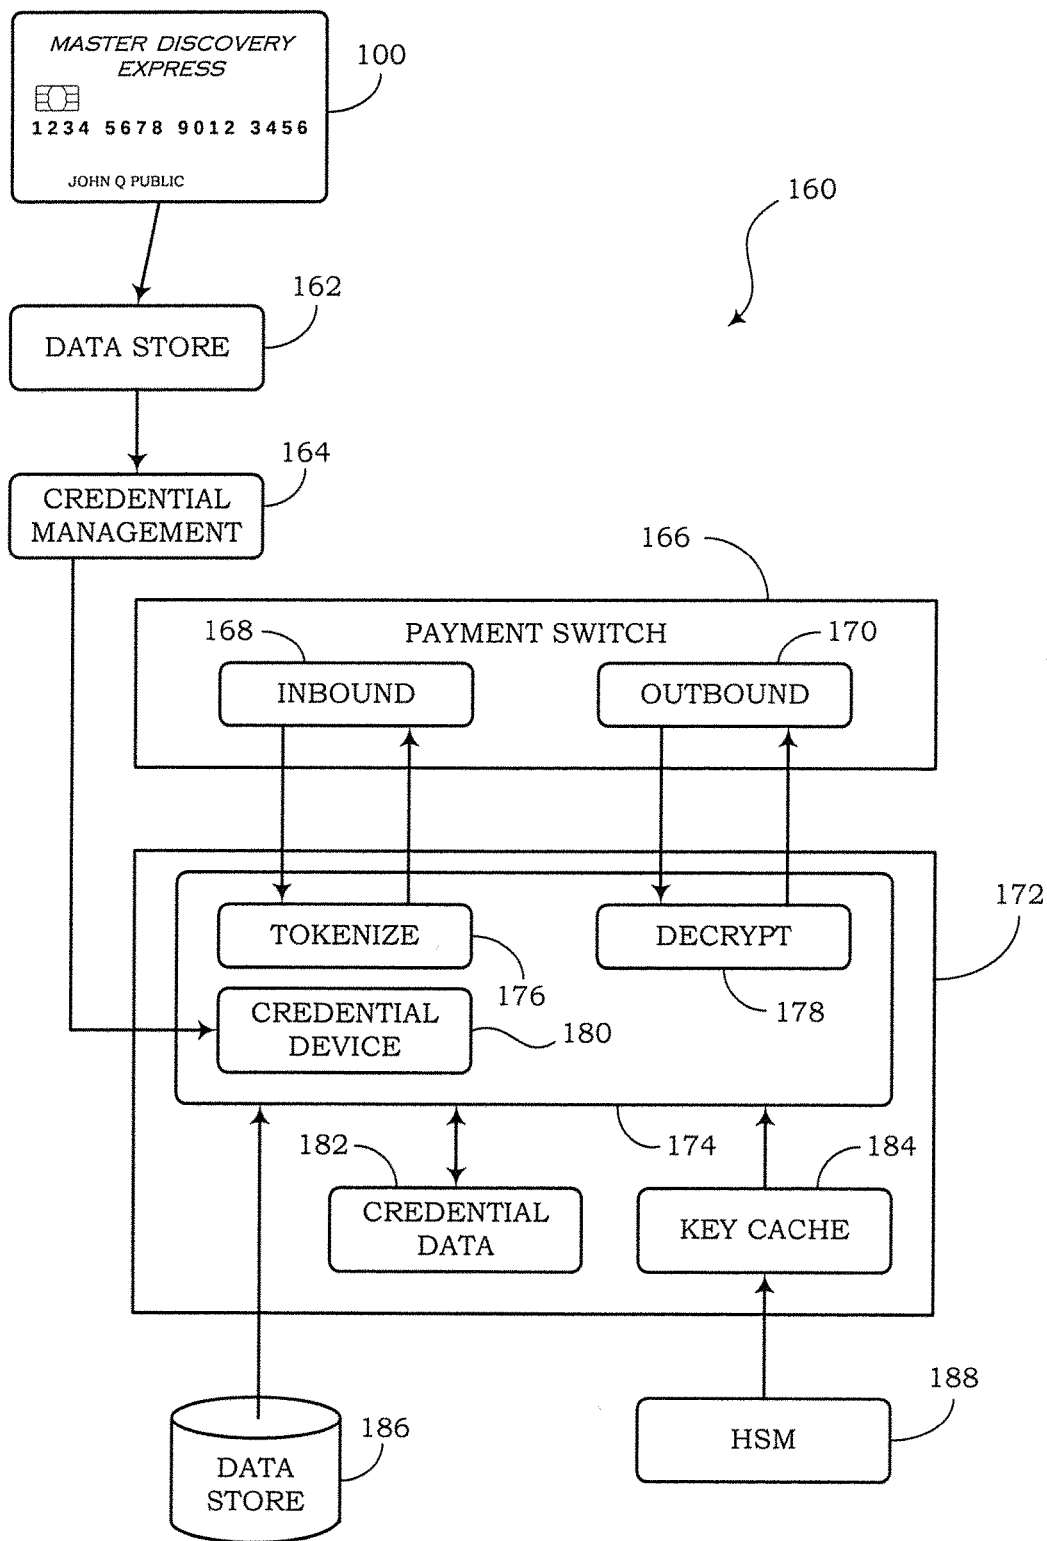 MASTER DISCOVERY
EXPRESS
100
1234 5678 9012 3456
JOHN Q PUBLIC
160
162
DATA STORE
164
CREDENTIAL
MANAGEMENT
166
PAYMENT SWITCH
168
170
INBOUND
OUTBOUND
172
TOKENIZE
DECRYPT
176
178
CREDENTIAL
DEVICE
180
182
174
184
CREDENTIAL
DATA
KEY CACHE
186
188
DATA
STORE
HSM